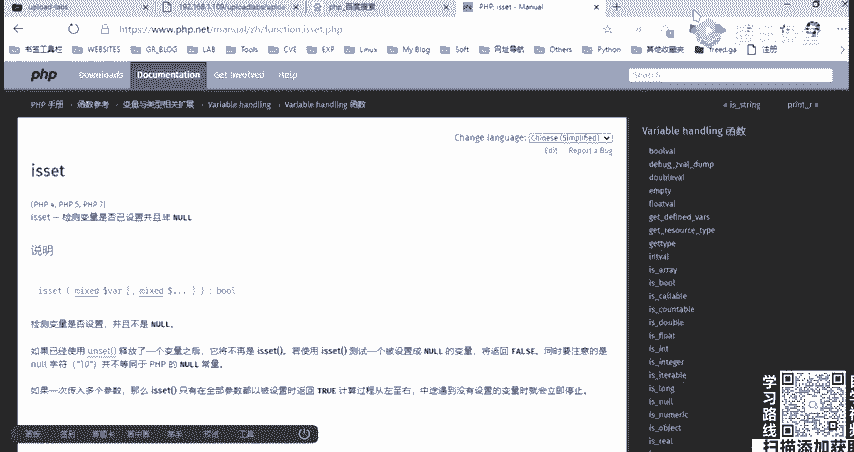 upload-labs
192.168.1.109/uploadlabs/uploa
php_百度搜索
PHP: isset - Manual
https://www.php.net/manual/zh/function.isset.php
书签工具栏 WEBSITES GR_BLOG LAB Tools CVE EXP Linux My Blog Soft 网址导航 Others Python 其他收藏夹 freed.ga 注册
php Downloads Documentation Get Involved Help Search
PHP 手册 函数参考 变量与类型相关扩展 Variable handling Variable handling 函数 « is_string print_r »
Change language: Chinese (Simplified)
Edit Report a Bug
isset
(PHP 4, PHP 5, PHP 7)
isset — 检测变量是否已设置并且非 NULL
说明
isset ( mixed $var [, mixed $... ] ) : bool
检测变量是否设置，并且不是 NULL。
如果已经使用 unset() 释放了一个变量之后，它将不再是 isset()。若使用 isset() 测试一个被设置成 NULL 的变量，将返回 FALSE。同时要注意的是
null 字符（"\0"）并不等同于 PHP 的 NULL 常量。
如果一次传入多个参数，那么 isset() 只有在全部参数都以被设置时返回 TRUE 计算过程从左至右，中途遇到没有设置的变量时就会立即停止。
Variable handling 函数
boolval
debug_zval_dump
doubleval
empty
floatval
get_defined_vars
get_resource_type
gettype
intval
is_array
is_bool
is_callable
is_countable
is_double
is_float
is_int
is_integer
is_iterable
is_long
is_null
is_numeric
is_object
is_real
画板 签到 答题卡 举手 工具
学习路线
扫描添加获取